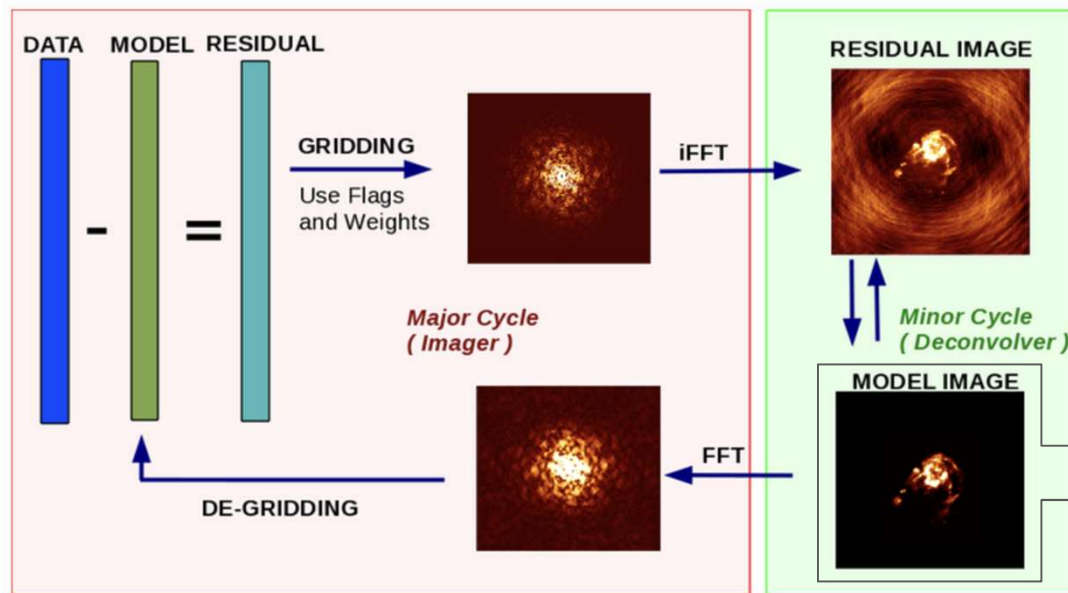 DATA
MODEL
RESIDUAL
-
=
GRIDDING
Use Flags
and Weights
iFFT
RESIDUAL IMAGE
Major Cycle
( Imager )
Minor Cycle
( Deconvolver )
MODEL IMAGE
FFT
DE-GRIDDING